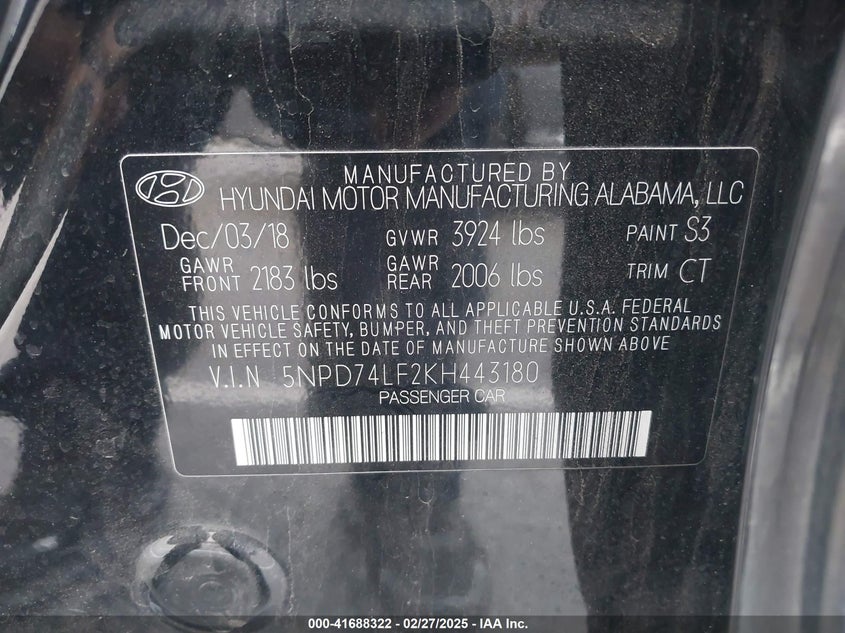 MANUFACTURED BY
HYUNDAI MOTOR MANUFACTURING ALABAMA, LLC
Dec/03/18 GVWR 3924 lbs PAINT S3
GAWR FRONT 2183 lbs GAWR REAR 2006 lbs TRIM CT
THIS VEHICLE CONFORMS TO ALL APPLICABLE U.S.A. FEDERAL
MOTOR VEHICLE SAFETY, BUMPER, AND THEFT PREVENTION STANDARDS
IN EFFECT ON THE DATE OF MANUFACTURE SHOWN ABOVE
V.I.N 5NPD74LF2KH443180
PASSENGER CAR
000-41688322 - 02/27/2025 - IAA Inc.